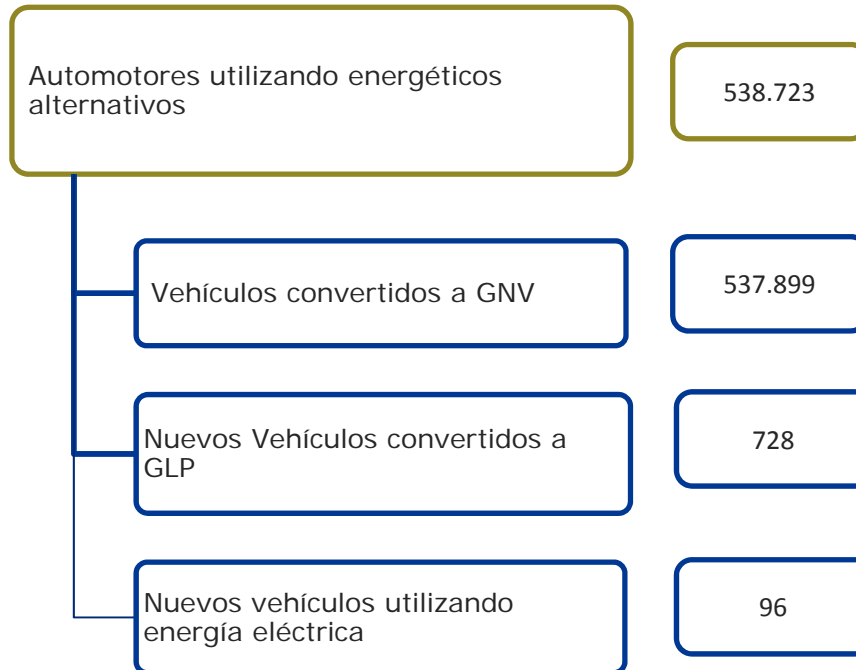 Automotores utilizando energéticos
alternativos
538.723
Vehículos convertidos a GNV
537.899
Nuevos Vehículos convertidos a
GLP
728
Nuevos vehículos utilizando
energía eléctrica
96